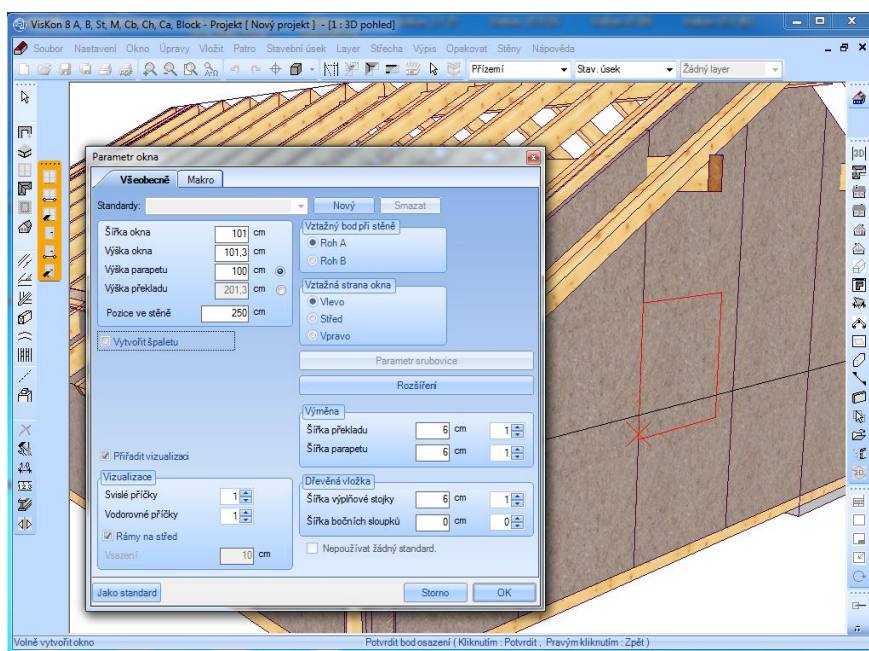 VisKon 8 A, B, St, M, Cb, Ch, Ca, Block - Projekt [ Nový projekt ] - [1 : 3D pohled]
Soubor Nastavení Okno Úpravy Vložit Patro Stavební úsek Layer Střecha Výpis Opakovat Stěny Nápověda
Přízemí Stav. úsek Žádný layer
Parametr okna
Všeobecně Makro
Standardy: Nový Smazat
Šířka okna 101 cm
Výška okna 101,3 cm
Výška parapetu 100 cm
Výška překladu 201,3 cm
Pozice ve stěně 250 cm
Vytvořit špaletu
Vztažný bod při stěně
Roh A
Roh B
Vztažná strana okna
Vlevo
Střed
Vpravo
Parametr srubovice
Rozšíření
Výměna
Šířka překladu 6 cm 1
Šířka parapetu 6 cm 1
Přiřadit vizualizaci
Vizualizace
Svislé příčky 1
Vodorovné příčky 1
Rámy na střed
Vsazení 10 cm
Dřevěná vložka
Šířka výplňové stojky 6 cm 1
Šířka bočních sloupků 0 cm 0
Nepoužívat žádný standard.
Jako standard Storno OK
3D
Volně vytvořit okno Potvrdit bod osazení ( Kliknutím : Potvrdit , Pravým kliknutím : Zpět )